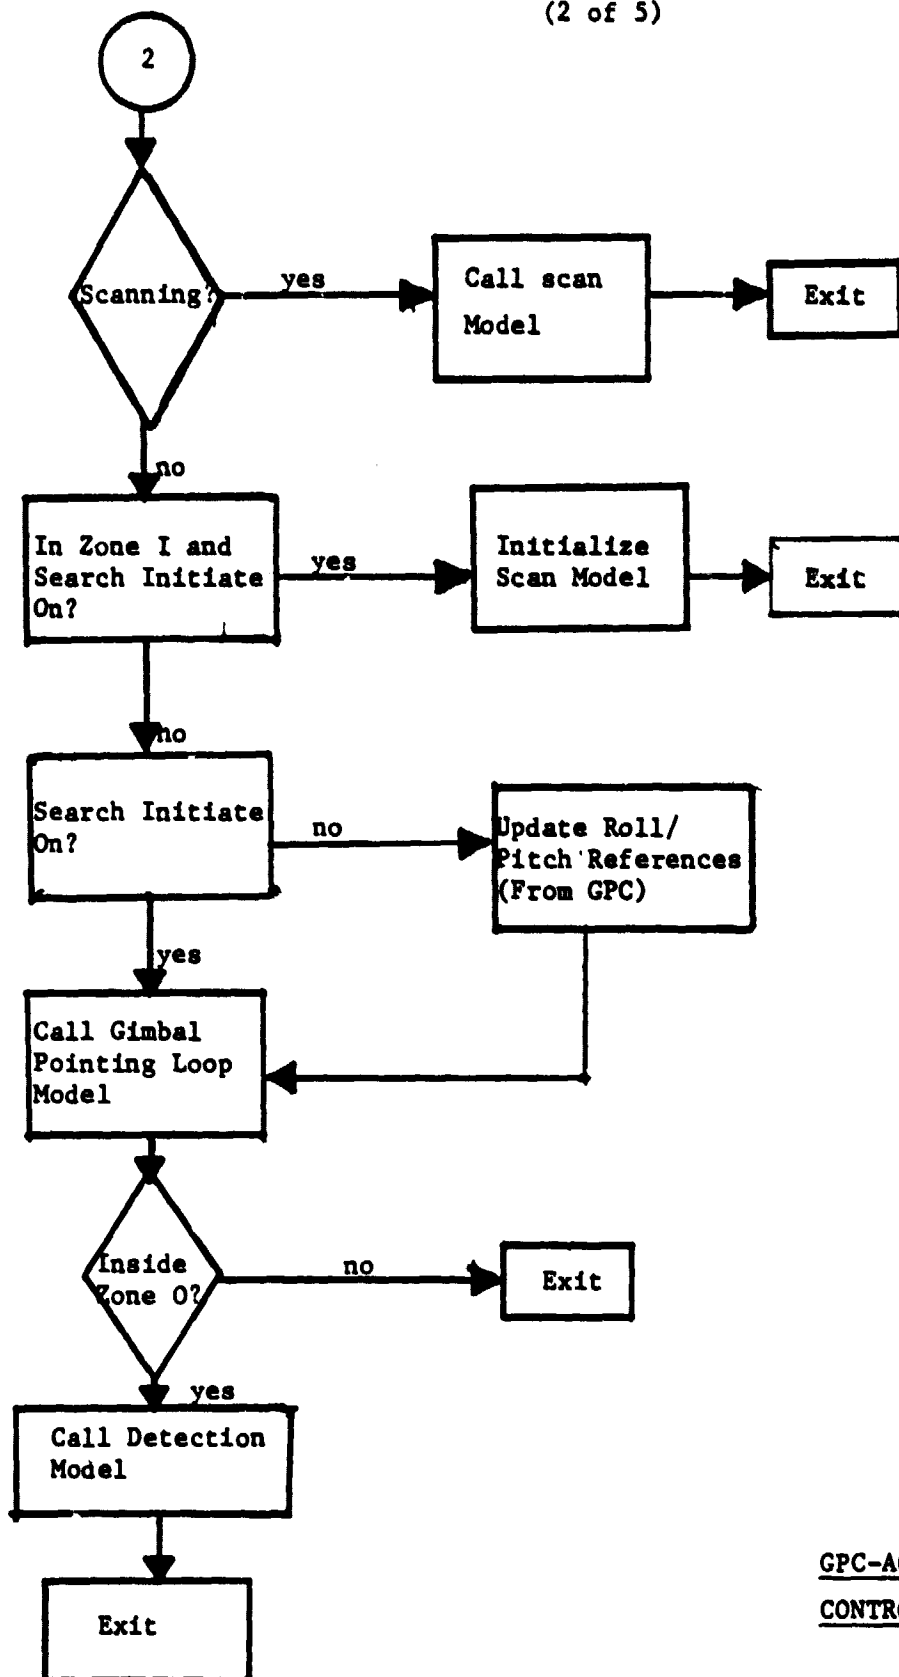 (2 of 5)
2
Scanning?
yes
Call scan
Model
Exit
no
In Zone I and
Search Initiate
On?
yes
Initialize
Scan Model
Exit
no
Search Initiate
On?
no
Update Roll/
Pitch References
(From GPC)
yes
Call Gimbal
Pointing Loop
Model
Inside
Zone 0?
no
Exit
yes
Call Detection
Model
Exit